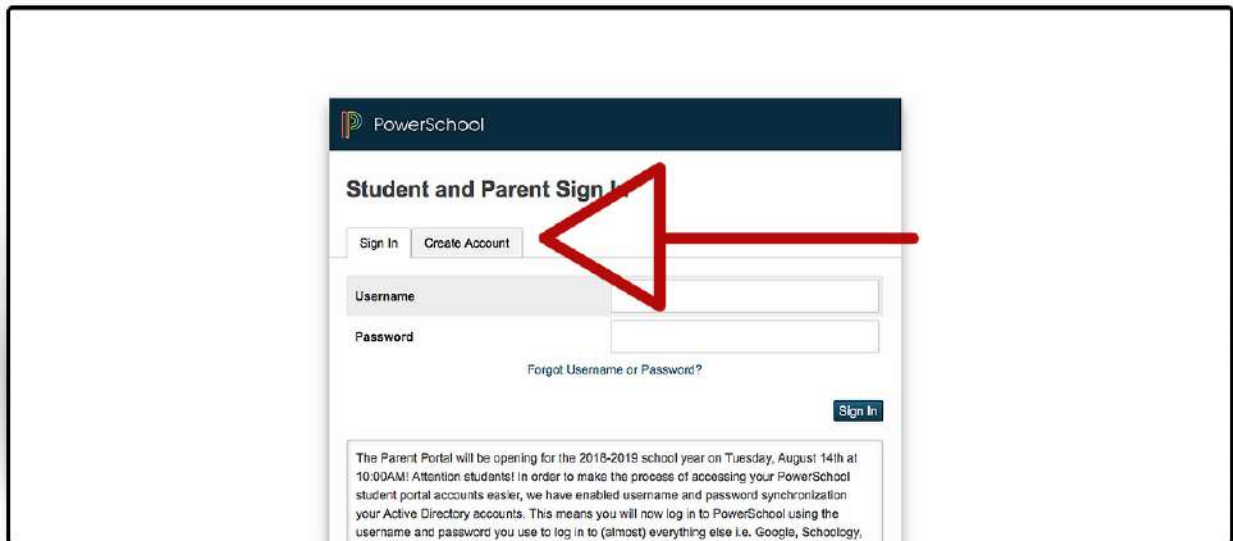 PowerSchool
Student and Parent Sign In
Sign In
Create Account
Username
Password
Forgot Username or Password?
Sign In
The Parent Portal will be opening for the 2018-2019 school year on Tuesday, August 14th at
10:00AM! Attention students! In order to make the process of accessing your PowerSchool
student portal accounts easier, we have enabled username and password synchronization
your Active Directory accounts. This means you will now log in to PowerSchool using the
username and password you use to log in to (almost) everything else i.e. Google, Schoology,